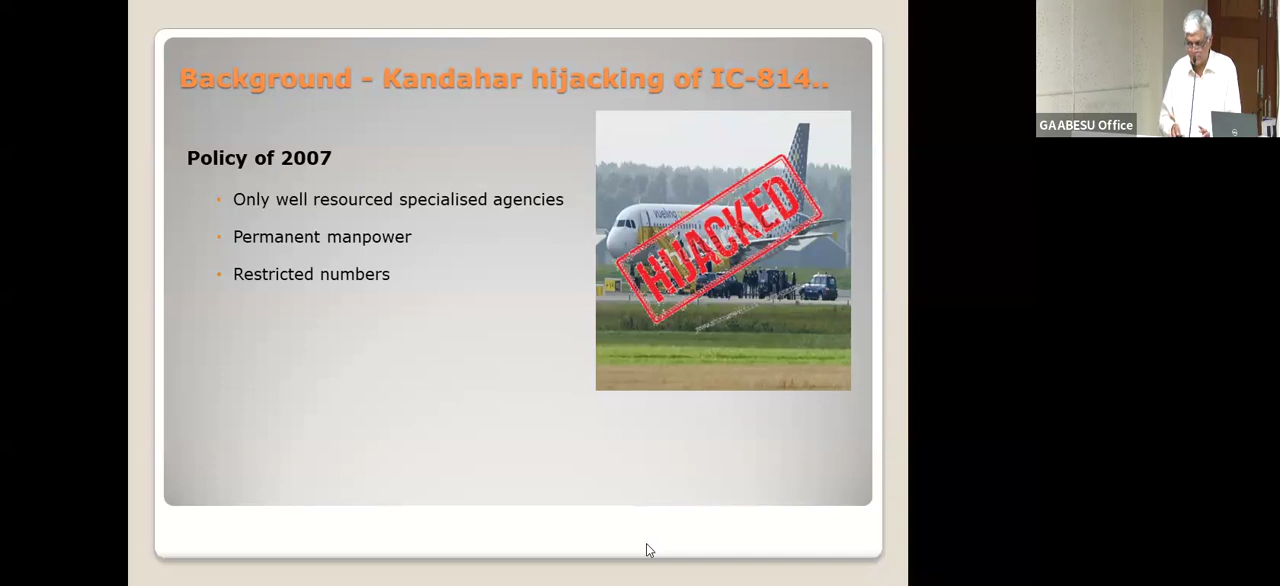 Background - Kandahar hijacking of IC-814..
Policy of 2007
Only well resourced specialised agencies
Permanent manpower
Restricted numbers
vueling
HIJACKED
GAABESU Office